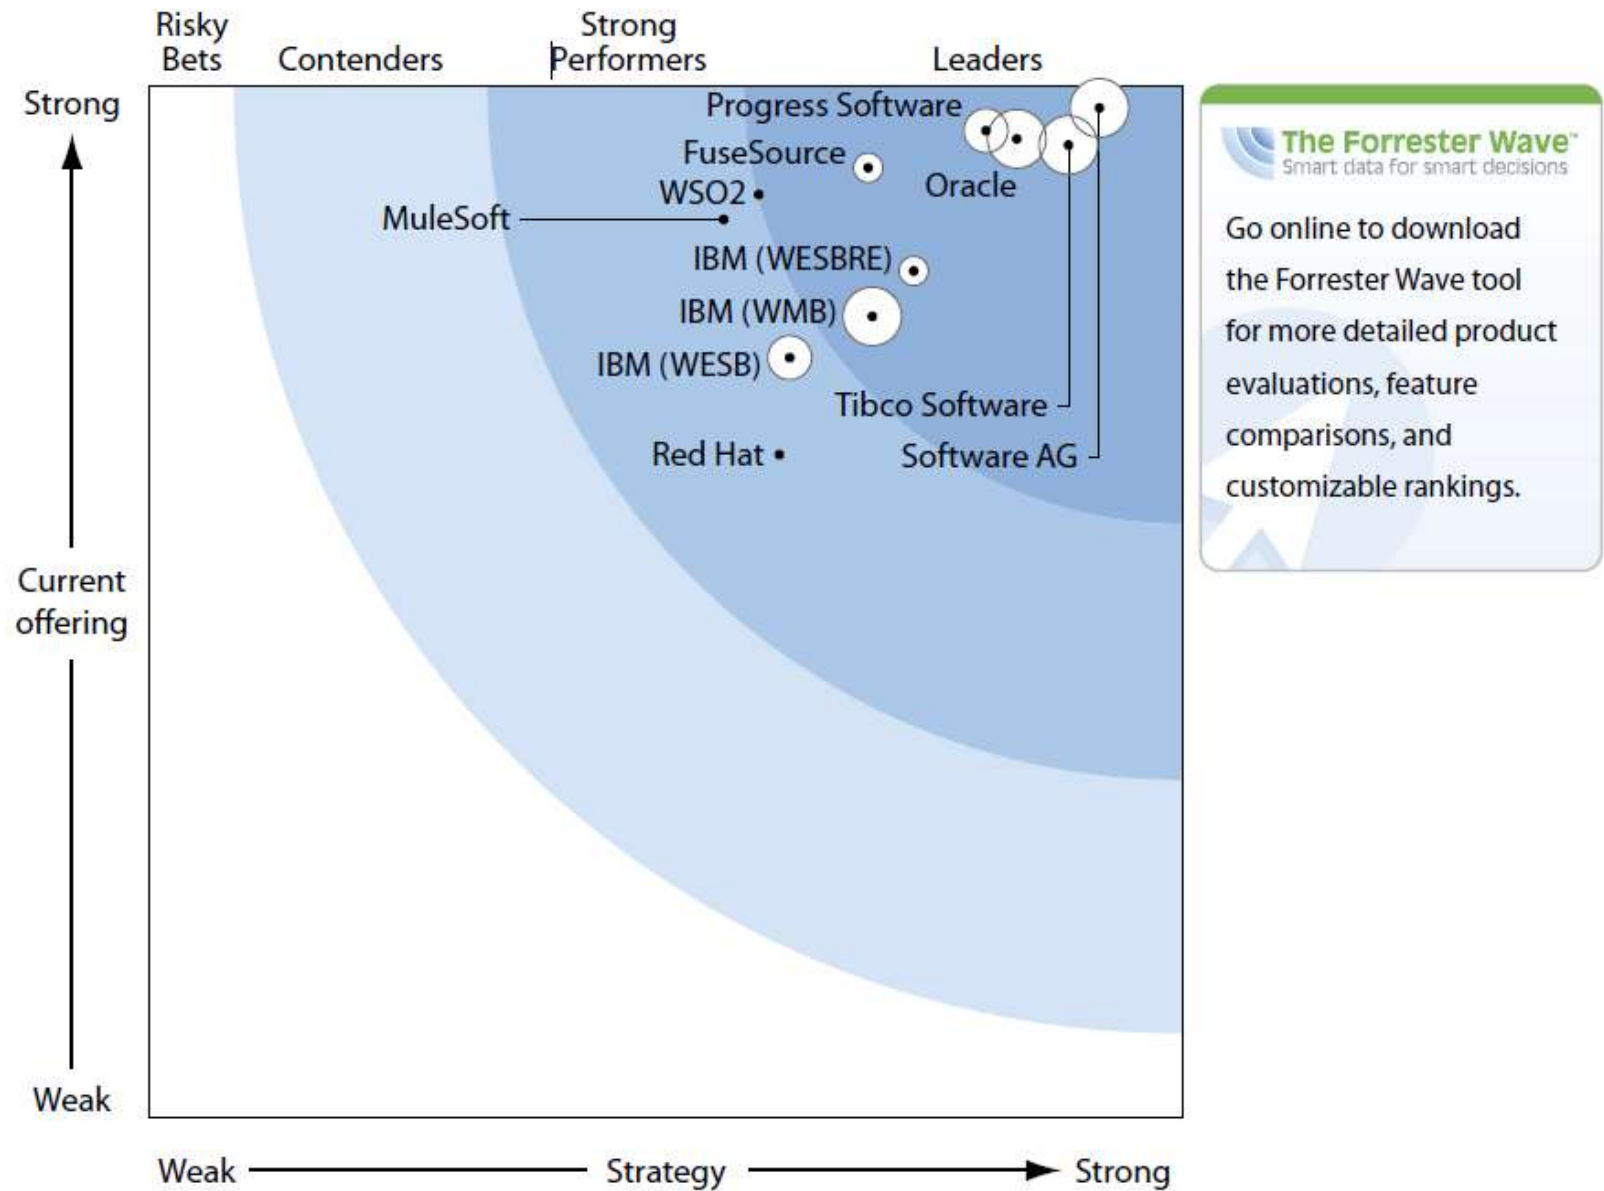 Risky
Bets
Contenders
Strong
Performers
Leaders
Strong
Current
offering
Weak
Progress Software
FuseSource
WSO2
Oracle
MuleSoft
IBM (WESBRE)
IBM (WMB)
IBM (WESB)
Tibco Software
Red Hat
Software AG
Weak
Strategy
Strong
The Forrester Wave™
Smart data for smart decisions
Go online to download
the Forrester Wave tool
for more detailed product
evaluations, feature
comparisons, and
customizable rankings.